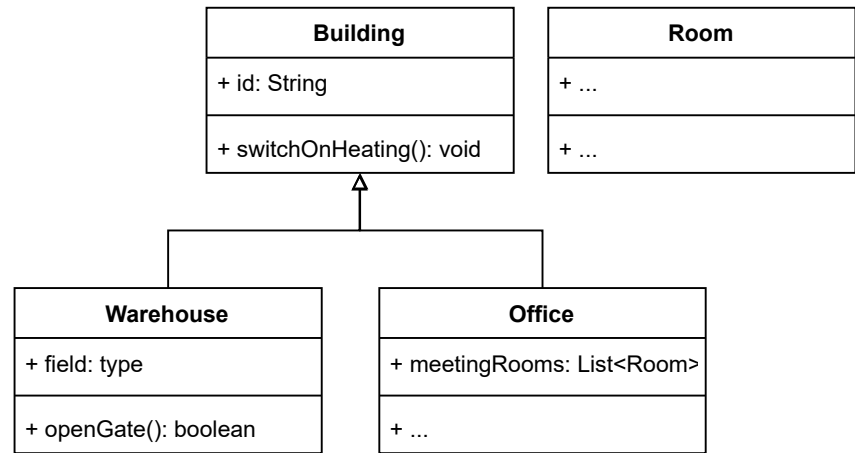 Building
+ id: String
+ switchOnHeating(): void
Room
+ ...
+ ...
Warehouse
+ field: type
+ openGate(): boolean
Office
+ meetingRooms: List<Room>
+ ...